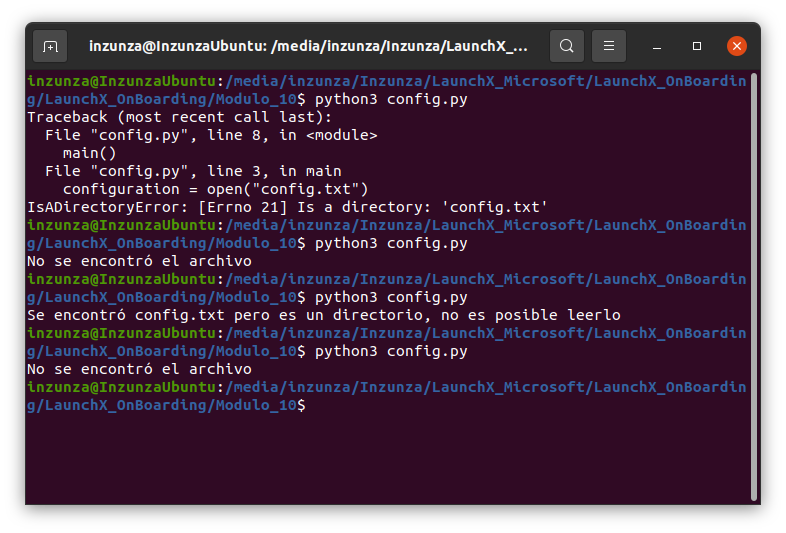 inzunza@InzunzaUbuntu: /media/inzunza/Inzunza/LaunchX_...
inzunza@InzunzaUbuntu:/media/inzunza/Inzunza/LaunchX_Microsoft/LaunchX_OnBoardin
g/LaunchX_OnBoarding/Modulo_10$ python3 config.py
Traceback (most recent call last):
  File "config.py", line 8, in <module>
    main()
  File "config.py", line 3, in main
    configuration = open("config.txt")
IsADirectoryError: [Errno 21] Is a directory: 'config.txt'
inzunza@InzunzaUbuntu:/media/inzunza/Inzunza/LaunchX_Microsoft/LaunchX_OnBoardin
g/LaunchX_OnBoarding/Modulo_10$ python3 config.py
No se encontró el archivo
inzunza@InzunzaUbuntu:/media/inzunza/Inzunza/LaunchX_Microsoft/LaunchX_OnBoardin
g/LaunchX_OnBoarding/Modulo_10$ python3 config.py
Se encontró config.txt pero es un directorio, no es posible leerlo
inzunza@InzunzaUbuntu:/media/inzunza/Inzunza/LaunchX_Microsoft/LaunchX_OnBoardin
g/LaunchX_OnBoarding/Modulo_10$ python3 config.py
No se encontró el archivo
inzunza@InzunzaUbuntu:/media/inzunza/Inzunza/LaunchX_Microsoft/LaunchX_OnBoardin
g/LaunchX_OnBoarding/Modulo_10$